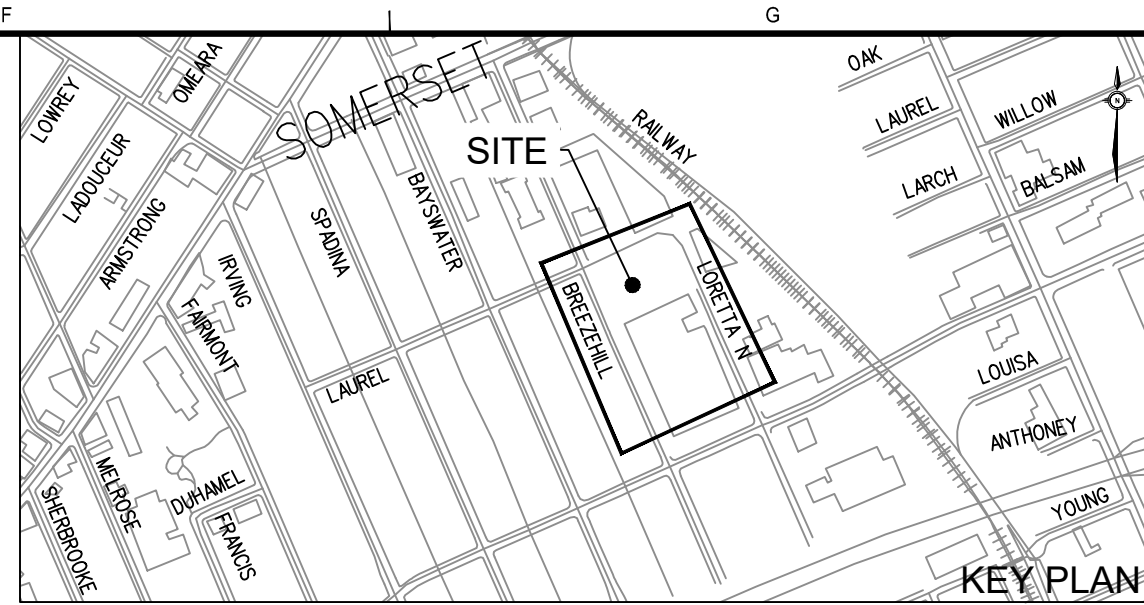 F
G
OMEARA
LOWREY
SOMERSET
OAK
LAUREL
WILLOW
RAILWAY
SITE
LADOUCEUR
N
BALSAM
LARCH
BAYSWATER
ARMSTRONG
SPADINA
IRVING
LORETTA N
BREEZEHILL
FAIRMONT
LOUISA
LAUREL
ANTHONEY
MELROSE
DUHAMEL
YOUNG
SHERBROOKE
FRANCIS
KEY PLAN